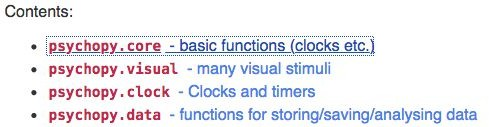 Contents:
psychopy.core - basic functions (clocks etc.)
psychopy.visual - many visual stimuli
psychopy.clock - Clocks and timers
psychopy.data - functions for storing/saving/analysing data